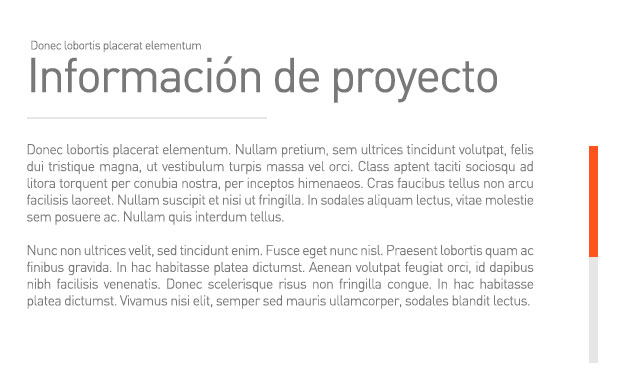 Donec lobortis placerat elementum
Información de proyecto
Donec lobortis placerat elementum. Nullam pretium, sem ultrices tincidunt volutpat, felis
dui tristique magna, ut vestibulum turpis massa vel orci. Class aptent taciti sociosqu ad
litora torquent per conubia nostra, per inceptos himenaeos. Cras faucibus tellus non arcu
facilisis laoreet. Nullam suscipit et nisi ut fringilla. In sodales aliquam lectus, vitae molestie
sem posuere ac. Nullam quis interdum tellus.
Nunc non ultrices velit, sed tincidunt enim. Fusce eget nunc nisl. Praesent lobortis quam ac
finibus gravida. In hac habitasse platea dictumst. Aenean volutpat feugiat orci, id dapibus
nibh facilisis venenatis. Donec scelerisque risus non fringilla congue. In hac habitasse
platea dictumst. Vivamus nisi elit, semper sed mauris ullamcorper, sodales blandit lectus.